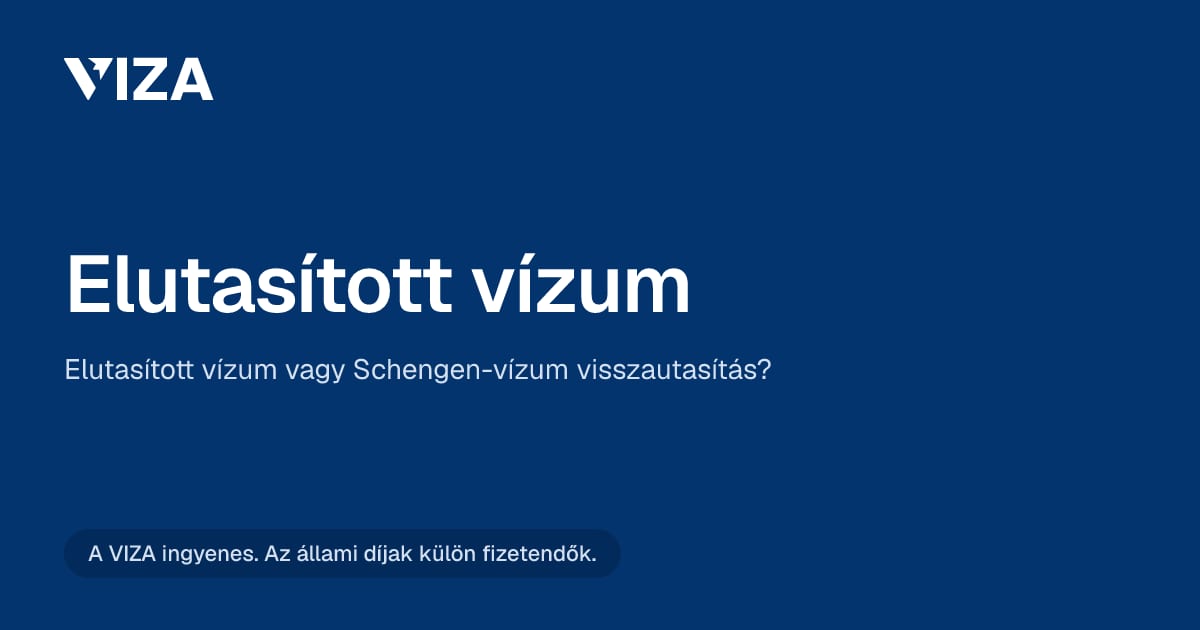 VIZA
Elutasított vízum
Elutasított vízum vagy Schengen-vízum visszautasítás?
A VIZA ingyenes. Az állami díjak külön fizetendők.